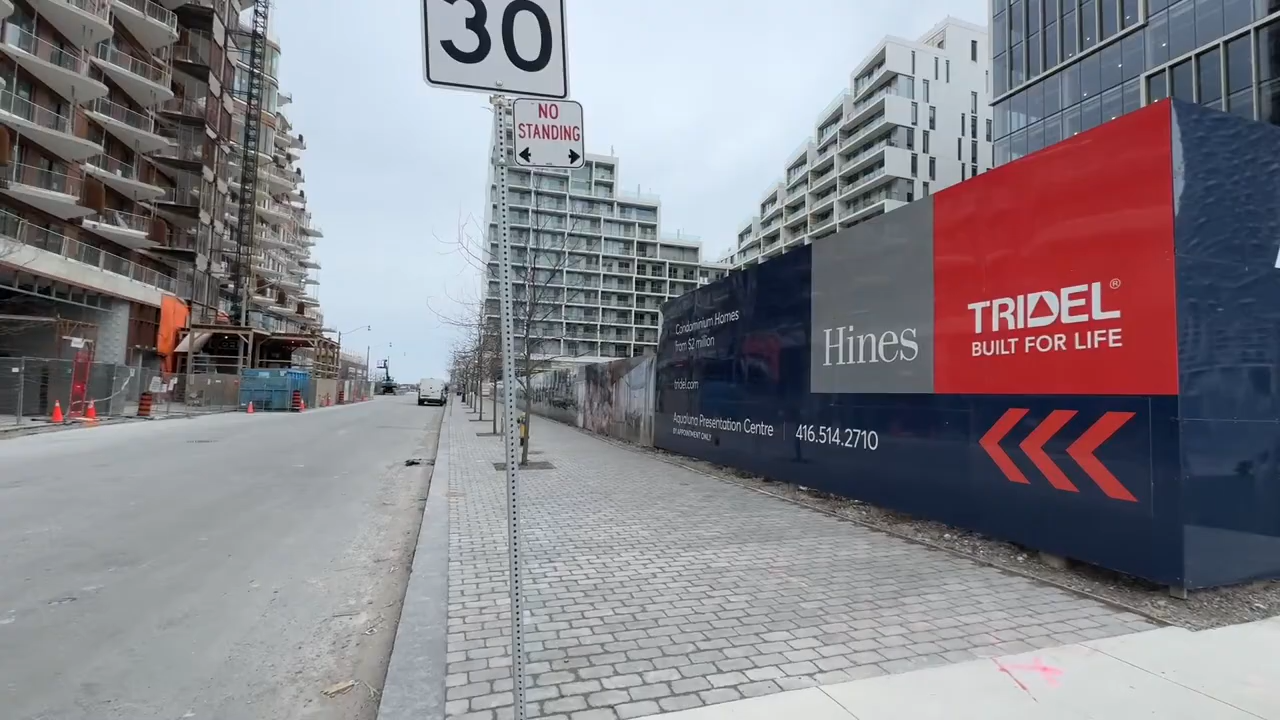 30
NO
STANDING
Condominium Homes
from $2 million
tridel.com
Aqualuna Presentation Centre
BY APPOINTMENT ONLY
416.514.2710
Hines
TRIDEL®
BUILT FOR LIFE